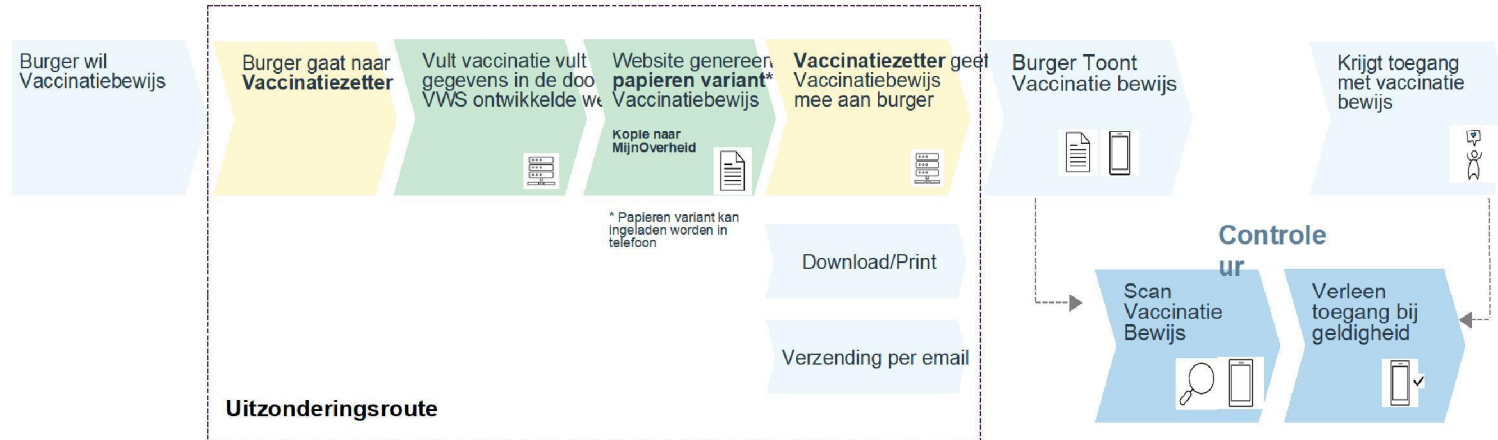 Burger wil
Vaccinatiebewijs
Burger gaat naar
Vaccinatiezetter
Vult vaccinatie vult
gegevens in de doo
VWS ontwikkelde we
Website genereer
papieren variant*
Vaccinatiebewijs
Kopie naar
MijnOverheid
* Papieren variant kan
ingeladen worden in
telefoon
Vaccinatiezetter geef
Vaccinatiebewijs
mee aan burger
Download/Print
Verzending per email
Uitzonderingsroute
Burger Toont
Vaccinatie bewijs
Krijgt toegang
met vaccinatie
bewijs
Controle
ur
Scan
Vaccinatie
Bewijs
Verleen
toegang bij
geldigheid